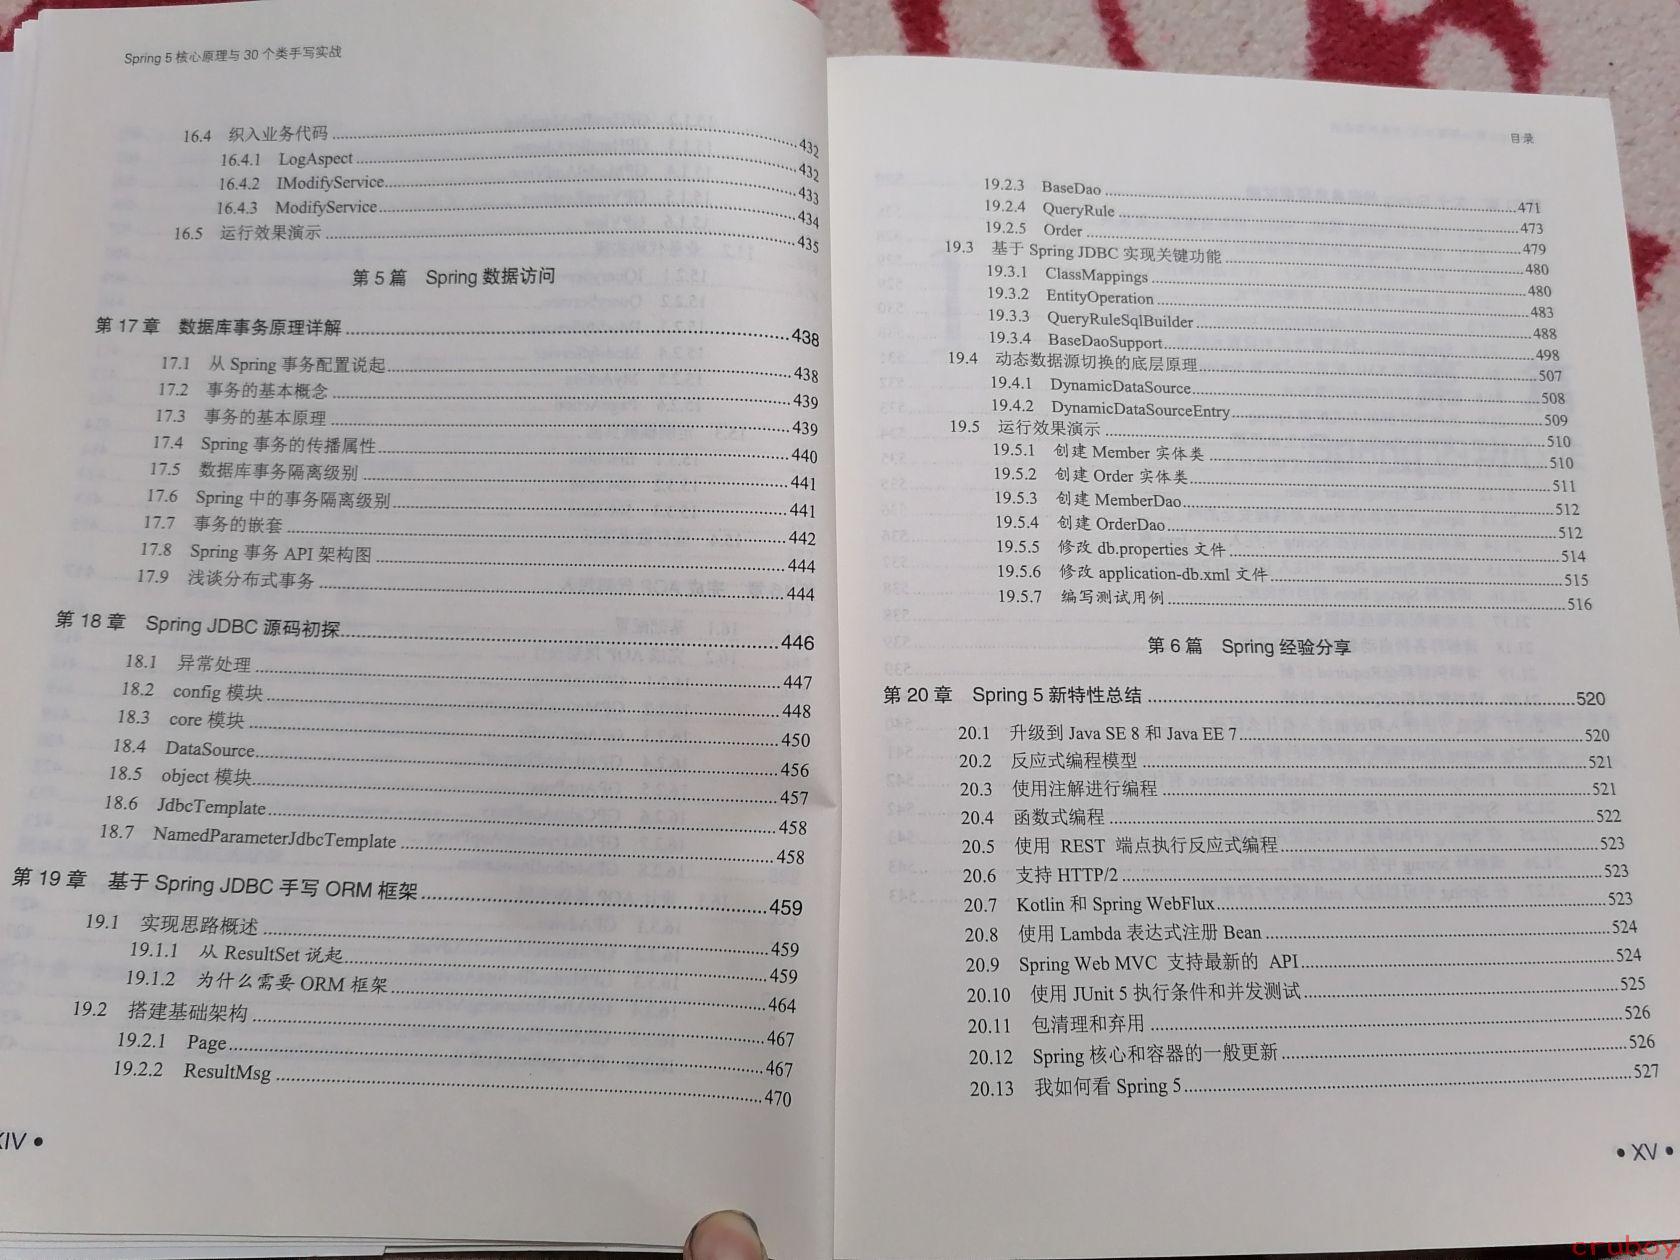 Spring 5 核心原理与 30 个类手写实战
16.4 织入业务代码 432
16.4.1 LogAspect 432
16.4.2 IModifyService 433
16.4.3 ModifyService 434
16.5 运行效果演示 435
第 5 篇 Spring 数据访问
第 17 章 数据库事务原理详解 438
17.1 从 Spring 事务配置说起 438
17.2 事务的基本概念 439
17.3 事务的基本原理 439
17.4 Spring 事务的传播属性 440
17.5 数据库事务隔离级别 441
17.6 Spring 中的事务隔离级别 441
17.7 事务的嵌套 442
17.8 Spring 事务 API 架构图 444
17.9 浅谈分布式事务 444
第 18 章 Spring JDBC 源码初探 446
18.1 异常处理 447
18.2 config 模块 448
18.3 core 模块 450
18.4 DataSource 456
18.5 object 模块 457
18.6 JdbcTemplate 458
18.7 NamedParameterJdbcTemplate 458
第 19 章 基于 Spring JDBC 手写 ORM 框架 459
19.1 实现思路概述 459
19.1.1 从 ResultSet 说起 459
19.1.2 为什么需要 ORM 框架 464
19.2 搭建基础架构 467
19.2.1 Page 467
19.2.2 ResultMsg 470
XIV •
目录
19.2.3 BaseDao 471
19.2.4 QueryRule 473
19.2.5 Order 479
19.3 基于 Spring JDBC 实现关键功能 480
19.3.1 ClassMappings 480
19.3.2 EntityOperation 483
19.3.3 QueryRuleSqlBuilder 488
19.3.4 BaseDaoSupport 498
19.4 动态数据源切换的底层原理 507
19.4.1 DynamicDataSource 508
19.4.2 DynamicDataSourceEntry 509
19.5 运行效果演示 510
19.5.1 创建 Member 实体类 510
19.5.2 创建 Order 实体类 511
19.5.3 创建 MemberDao 512
19.5.4 创建 OrderDao 512
19.5.5 修改 db.properties 文件 514
19.5.6 修改 application-db.xml 文件 515
19.5.7 编写测试用例 516
第 6 篇 Spring 经验分享
第 20 章 Spring 5 新特性总结 520
20.1 升级到 Java SE 8 和 Java EE 7 520
20.2 反应式编程模型 521
20.3 使用注解进行编程 521
20.4 函数式编程 522
20.5 使用 REST 端点执行反应式编程 523
20.6 支持 HTTP/2 523
20.7 Kotlin 和 Spring WebFlux 523
20.8 使用 Lambda 表达式注册 Bean 524
20.9 Spring Web MVC 支持最新的 API 524
20.10 使用 JUnit 5 执行条件和并发测试 525
20.11 包清理和弃用 526
20.12 Spring 核心和容器的一般更新 526
20.13 我如何看 Spring 5 527
• XV •
cruboy